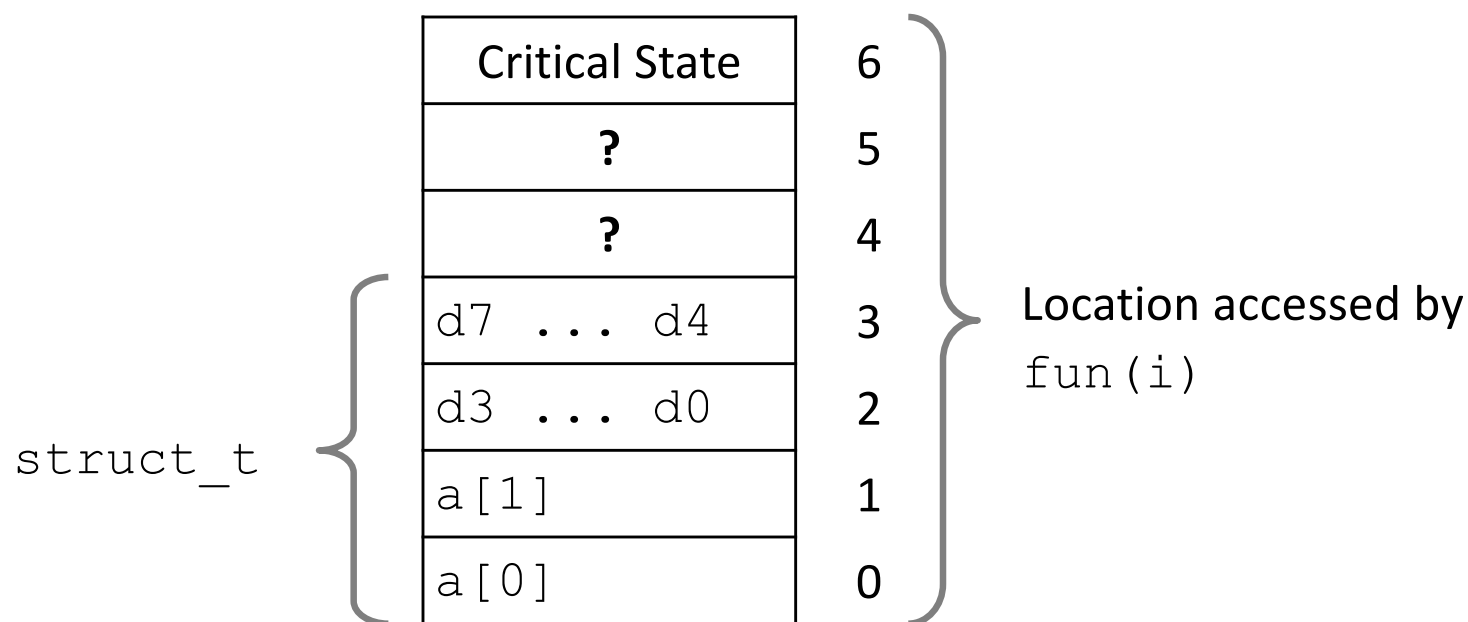 Critical State 6
? 5
? 4
d7 ... d4 3
d3 ... d0 2
a[1] 1
a[0] 0
struct_t
Location accessed by
fun(i)